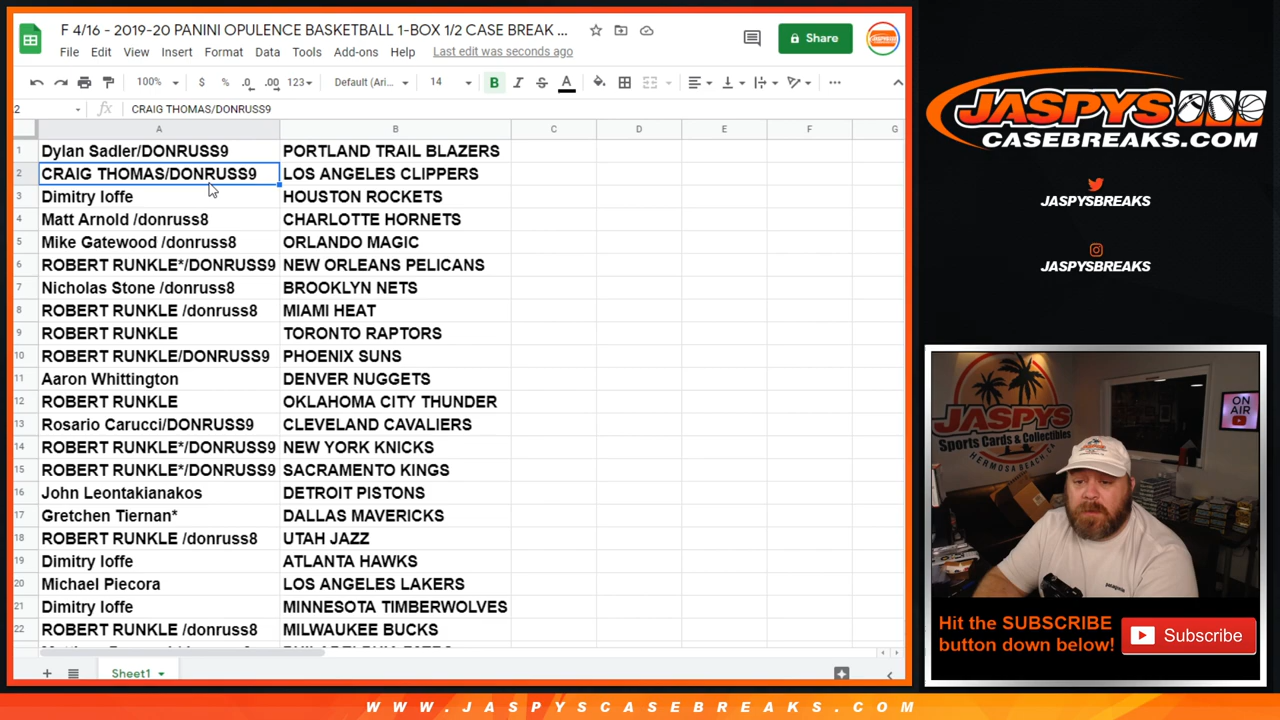 F 4/16 - 2019-20 PANINI OPULENCE BASKETBALL 1-BOX 1/2 CASE BREAK ...
File Edit View Insert Format Data Tools Add-ons Help Last edit was seconds ago
Share
100% $ % .0 .00 123 Default (Ari... 14 B I S A
2 fx CRAIG THOMAS/DONRUSS9
A B C D E F G
1 Dylan Sadler/DONRUSS9 PORTLAND TRAIL BLAZERS
2 CRAIG THOMAS/DONRUSS9 LOS ANGELES CLIPPERS
3 Dimitry Ioffe HOUSTON ROCKETS
4 Matt Arnold /donruss8 CHARLOTTE HORNETS
5 Mike Gatewood /donruss8 ORLANDO MAGIC
6 ROBERT RUNKLE*/DONRUSS9 NEW ORLEANS PELICANS
7 Nicholas Stone /donruss8 BROOKLYN NETS
8 ROBERT RUNKLE /donruss8 MIAMI HEAT
9 ROBERT RUNKLE TORONTO RAPTORS
10 ROBERT RUNKLE/DONRUSS9 PHOENIX SUNS
11 Aaron Whittington DENVER NUGGETS
12 ROBERT RUNKLE OKLAHOMA CITY THUNDER
13 Rosario Carucci/DONRUSS9 CLEVELAND CAVALIERS
14 ROBERT RUNKLE*/DONRUSS9 NEW YORK KNICKS
15 ROBERT RUNKLE*/DONRUSS9 SACRAMENTO KINGS
16 John Leontakianakos DETROIT PISTONS
17 Gretchen Tiernan* DALLAS MAVERICKS
18 ROBERT RUNKLE /donruss8 UTAH JAZZ
19 Dimitry Ioffe ATLANTA HAWKS
20 Michael Piecora LOS ANGELES LAKERS
21 Dimitry Ioffe MINNESOTA TIMBERWOLVES
22 ROBERT RUNKLE /donruss8 MILWAUKEE BUCKS
Sheet1
JASPYS
CASEBREAKS.COM
JASPYSBREAKS
JASPYSBREAKS
JASPYS
Sports Cards & Collectibles
HERMOSA BEACH, CA
ON
AIR
patagonia
Hit the SUBSCRIBE
button down below!
Subscribe
WWW.JASPYSCASEBREAKS.COM